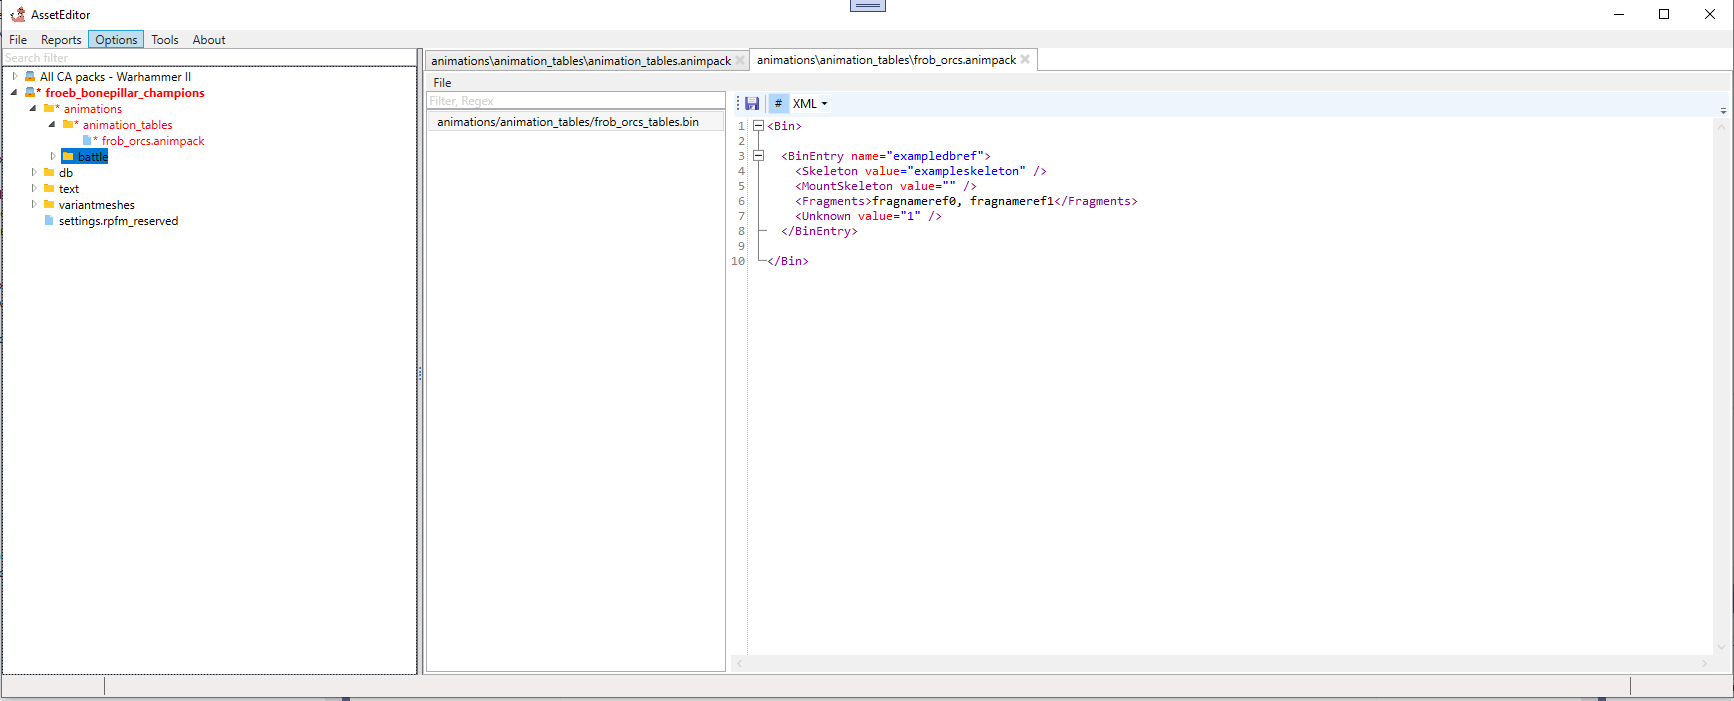 AssetEditor
File Reports Options Tools About
Search filter
All CA packs - Warhammer II
* froeb_bonepillar_champions
* animations
* animation_tables
* frob_orcs.animpack
battle
db
text
variantmeshes
settings.rpfm_reserved
animations\animation_tables\animation_tables.animpack
animations\animation_tables\frob_orcs.animpack
File
Filter, Regex
animations/animation_tables/frob_orcs_tables.bin
# XML
1 <Bin>
2
3 <BinEntry name="exampledbref">
4 <Skeleton value="exampleskeleton" />
5 <MountSkeleton value="" />
6 <Fragments>fragnameref0, fragnameref1</Fragments>
7 <Unknown value="1" />
8 </BinEntry>
9
10 </Bin>